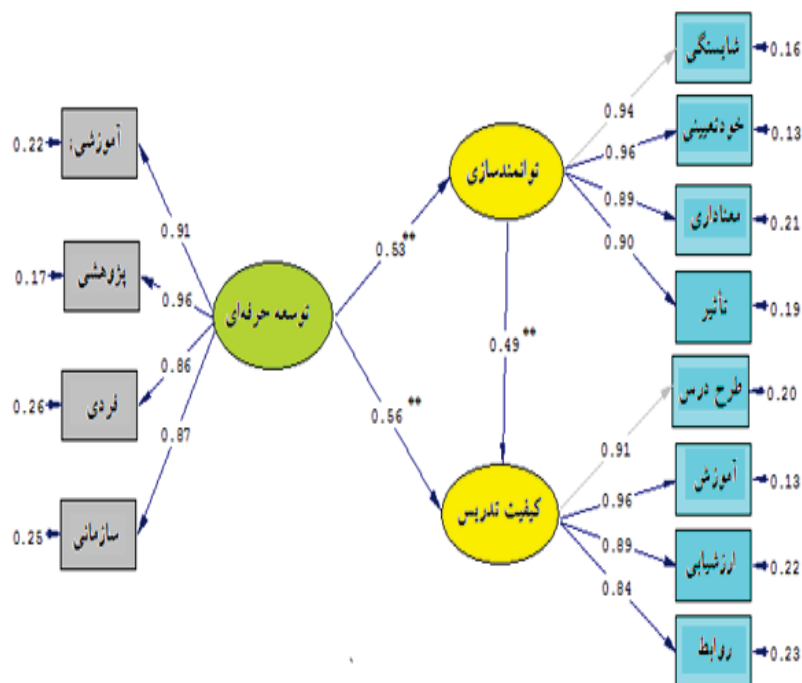 شایستگی
0.16
0.94
خودتعیینی
0.13
0.96
معناداری
0.21
0.89
تأثیر
0.19
0.90
توانمندسازی
آموزشی:
0.22
0.91
پژوهشی
0.17
0.96
فردی
0.26
0.86
سازمانی
0.25
0.87
توسعه حرفه‌ای
0.53**
0.49**
0.56**
کیفیت تدریس
طرح درس
0.20
0.91
آموزش
0.13
0.96
ارزشیابی
0.22
0.89
روابط
0.23
0.84